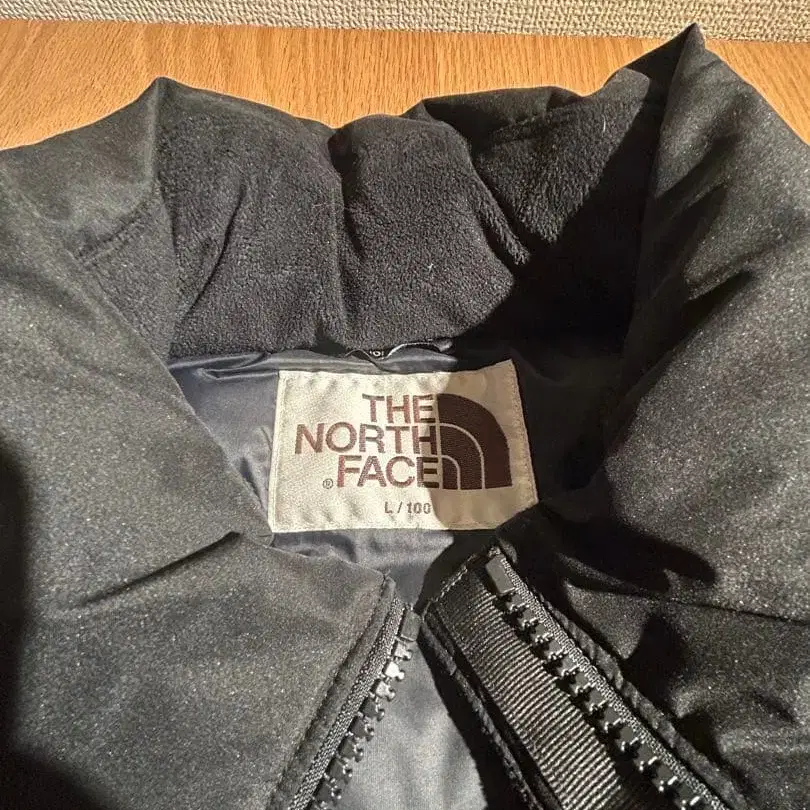 THE
NORTH
® FACE
L / 100